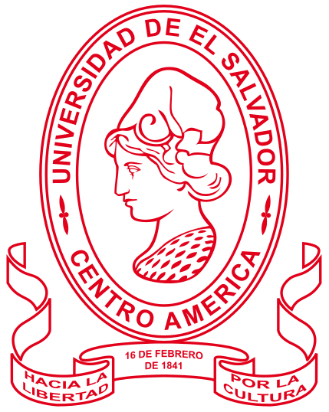 UNIVERSIDAD DE EL SALVADOR
CENTRO AMERICA
HACIA LA
LIBERTAD
16 DE FEBRERO
DE 1841
POR LA
CULTURA